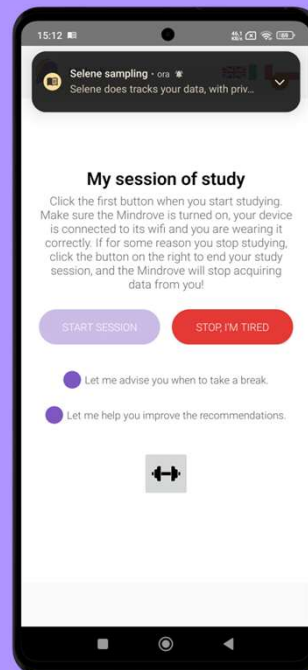 15:12
Selene sampling • ora
Selene does tracks your data, with priv...
My session of study
Click the first button when you start studying.
Make sure the Mindrove is turned on, your device
is connected to its wifi and you are wearing it
correctly. If for some reason you stop studying,
click the button on the right to end your study
session, and the Mindrove will stop acquiring
data from you!
START SESSION
STOP, I'M TIRED
Let me advise you when to take a break.
Let me help you improve the recommendations.